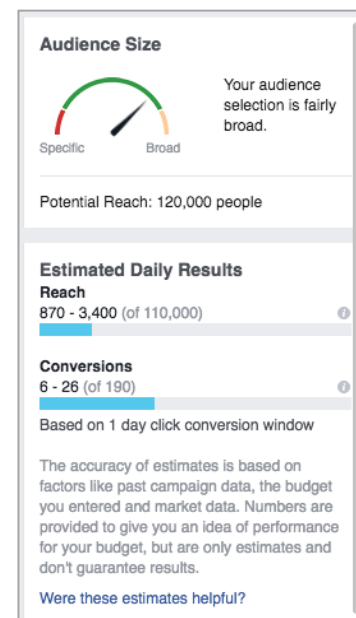 Audience Size
Your audience
selection is fairly
broad.
Specific
Broad
Potential Reach: 120,000 people
Estimated Daily Results
Reach
870 - 3,400 (of 110,000)
Conversions
6 - 26 (of 190)
Based on 1 day click conversion window
The accuracy of estimates is based on
factors like past campaign data, the budget
you entered and market data. Numbers are
provided to give you an idea of performance
for your budget, but are only estimates and
don't guarantee results.
Were these estimates helpful?